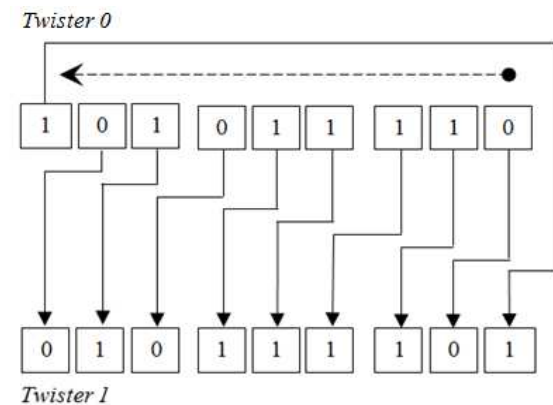 Twister 0
1 0 1 0 1 1 1 1 0
0 1 0 1 1 1 1 0 1
Twister 1